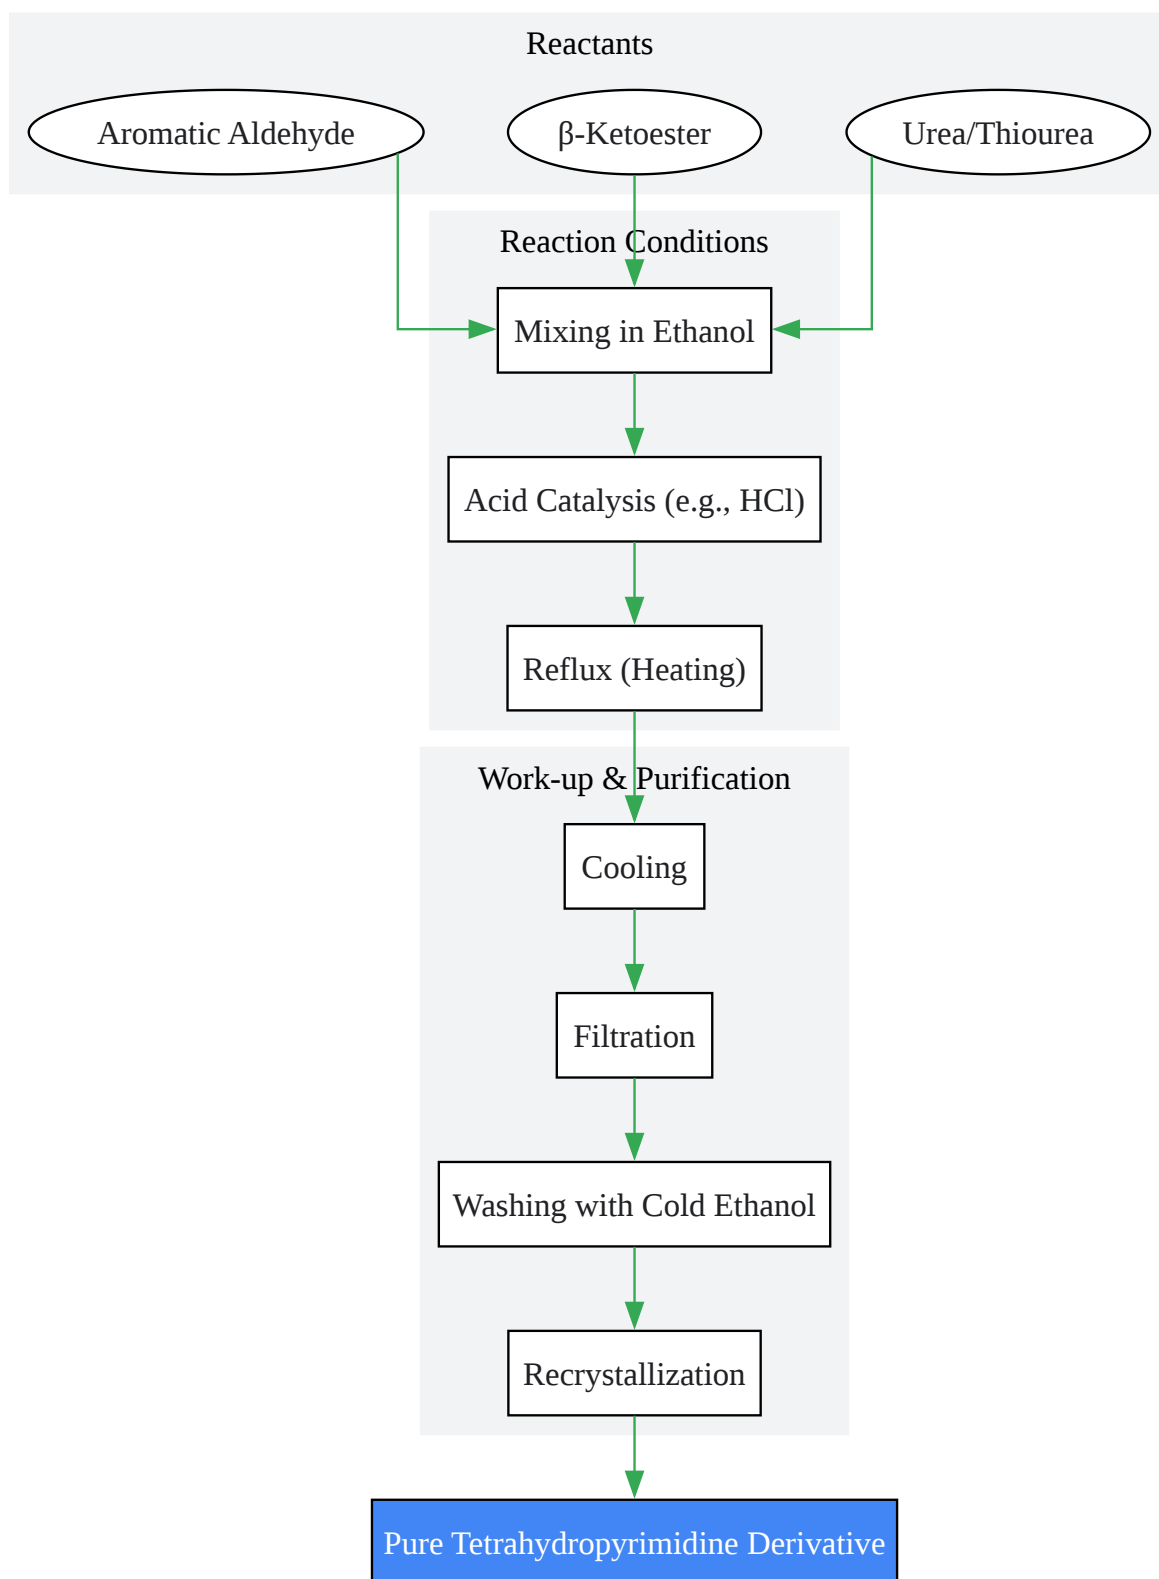 Reactants
Aromatic Aldehyde
β-Ketoester
Urea/Thiourea
Reaction Conditions
Mixing in Ethanol
Acid Catalysis (e.g., HCl)
Reflux (Heating)
Work-up & Purification
Cooling
Filtration
Washing with Cold Ethanol
Recrystallization
Pure Tetrahydropyrimidine Derivative